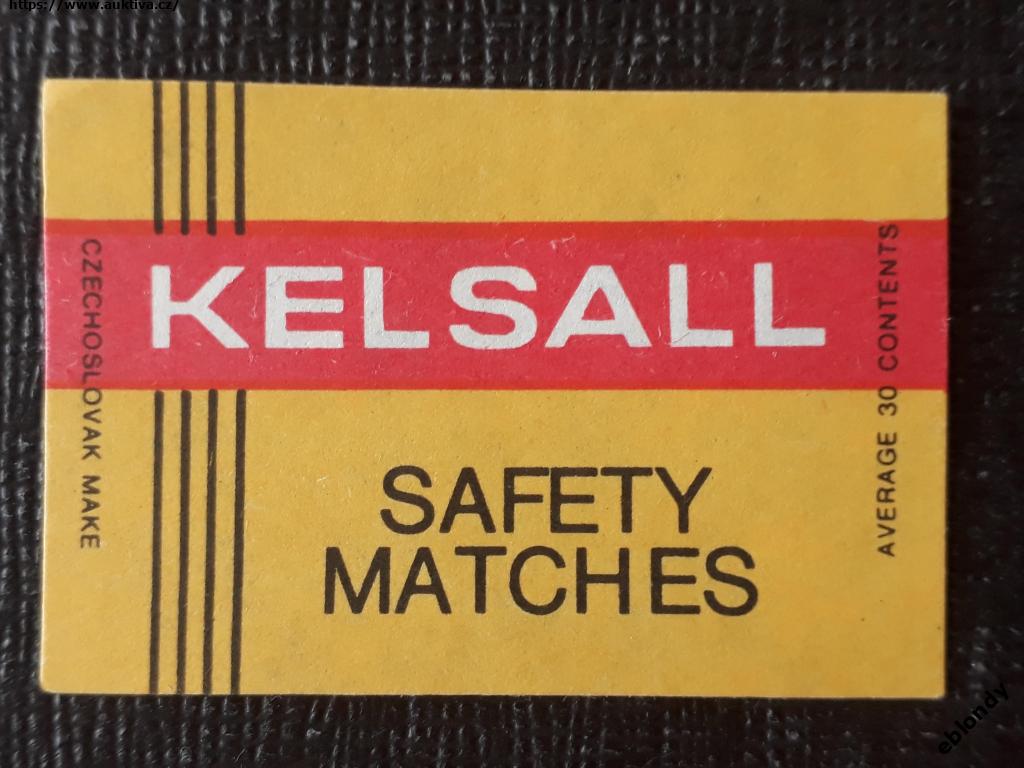 https://www.auktiva.cz/
KELSALL
SAFETY
MATCHES
CZECHOSLOVAK MAKE
AVERAGE 30 CONTENTS
eblondy